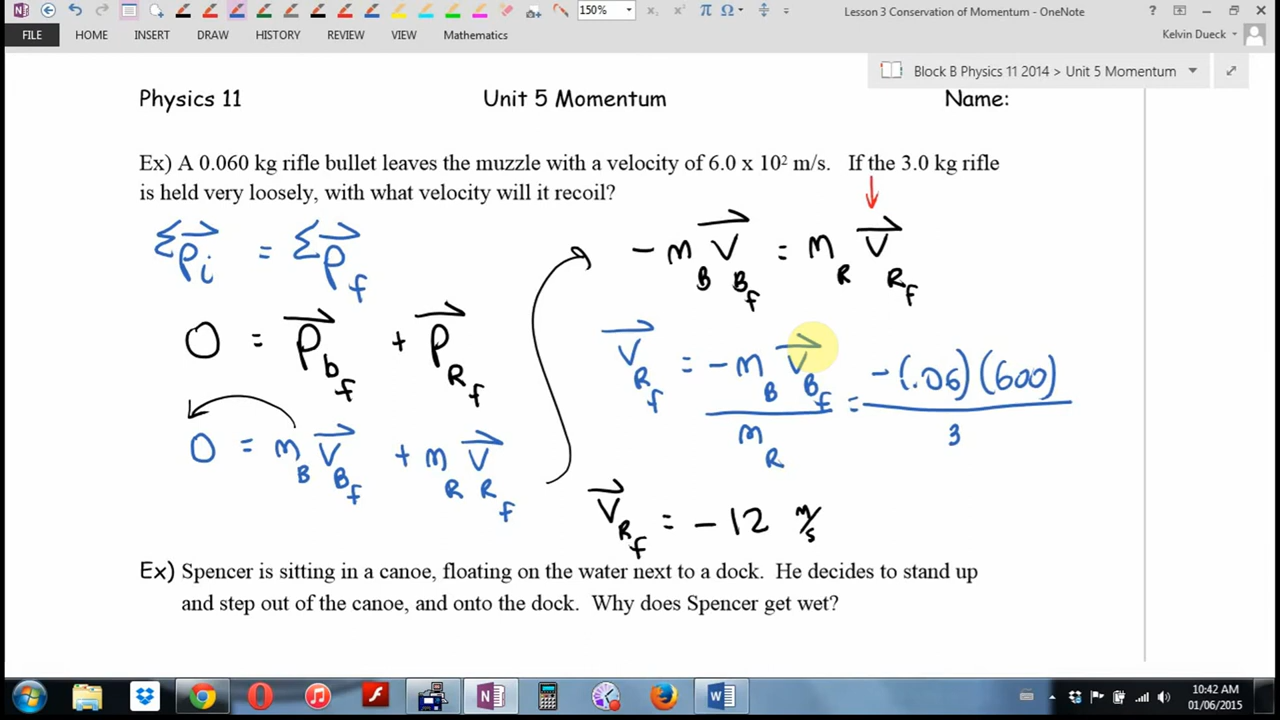 150%
Lesson 3 Conservation of Momentum - OneNote
FILE HOME INSERT DRAW HISTORY REVIEW VIEW Mathematics
Kelvin Dueck
Block B Physics 11 2014 > Unit 5 Momentum
Physics 11 Unit 5 Momentum Name:
Ex) A 0.060 kg rifle bullet leaves the muzzle with a velocity of 6.0 x 10² m/s. If the 3.0 kg rifle
is held very loosely, with what velocity will it recoil?
Σp⃗i = Σp⃗f
0 = P⃗bf + P⃗Rf
0 = mB V⃗Bf + mR V⃗Rf
-mB V⃗Bf = mR V⃗Rf
V⃗Rf = -mB V⃗Bf / mR = -(.06)(600) / 3
V⃗Rf = -12 m/s
Ex) Spencer is sitting in a canoe, floating on the water next to a dock. He decides to stand up
and step out of the canoe, and onto the dock. Why does Spencer get wet?
10:42 AM
01/06/2015